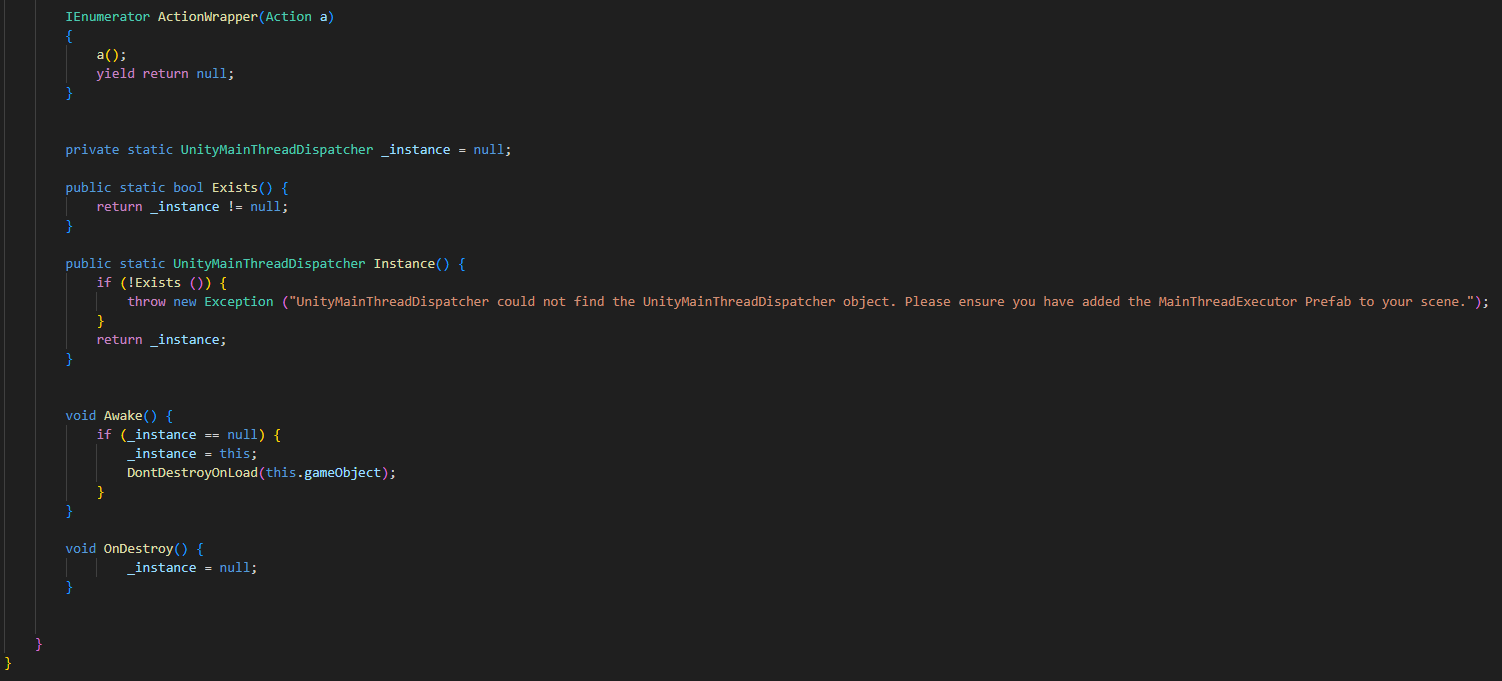 IEnumerator ActionWrapper(Action a)
{
a();
yield return null;
}
private static UnityMainThreadDispatcher _instance = null;
public static bool Exists() {
return _instance != null;
}
public static UnityMainThreadDispatcher Instance() {
if (!Exists ()) {
throw new Exception ("UnityMainThreadDispatcher could not find the UnityMainThreadDispatcher object. Please ensure you have added the MainThreadExecutor Prefab to your scene.");
}
return _instance;
}
void Awake() {
if (_instance == null) {
_instance = this;
DontDestroyOnLoad(this.gameObject);
}
}
void OnDestroy() {
_instance = null;
}
}
}